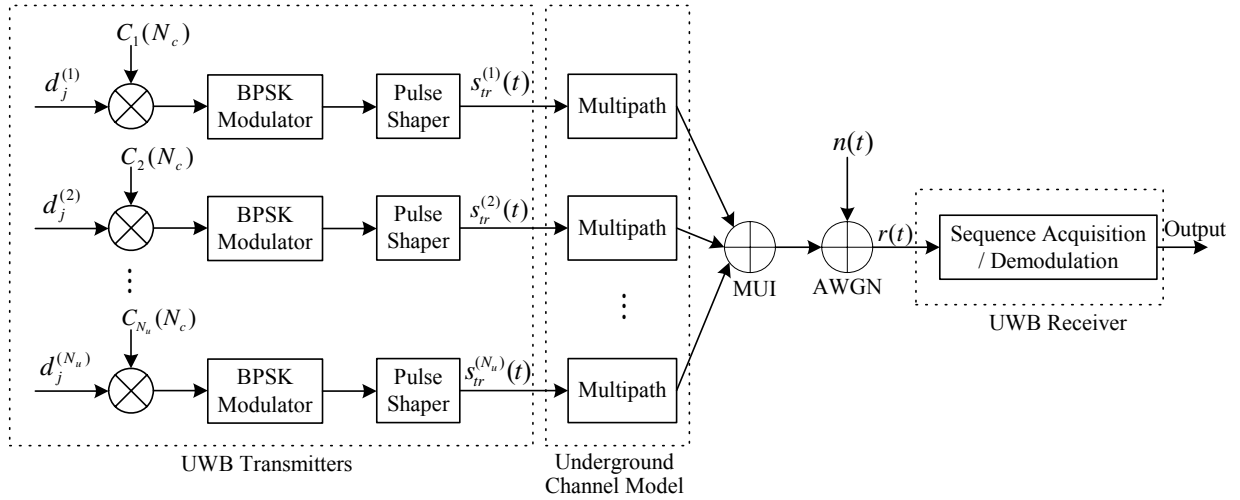 C_1(N_c)
d_j^{(1)}
BPSK
Modulator
Pulse
Shaper
s_{tr}^{(1)}(t)
Multipath
C_2(N_c)
d_j^{(2)}
BPSK
Modulator
Pulse
Shaper
s_{tr}^{(2)}(t)
Multipath
n(t)
MUI
AWGN
r(t)
Sequence Acquisition
/ Demodulation
Output
UWB Receiver
C_{N_u}(N_c)
d_j^{(N_u)}
BPSK
Modulator
Pulse
Shaper
s_{tr}^{(N_u)}(t)
Multipath
UWB Transmitters
Underground
Channel Model